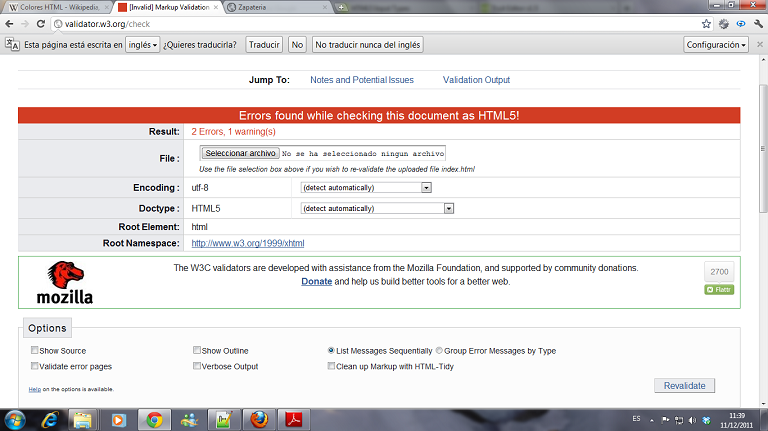 Colores HTML - Wikipedia,
[Invalid] Markup Validation
Zapateria
validator.w3.org/check
Esta página está escrita en inglés ¿Quieres traducirla? Traducir No No traducir nunca del inglés Configuración
Jump To: Notes and Potential Issues Validation Output
Errors found while checking this document as HTML5!
Result: 2 Errors, 1 warning(s)
File : Seleccionar archivo No se ha seleccionado ningun archivo
Use the file selection box above if you wish to re-validate the uploaded file index.html
Encoding : utf-8 (detect automatically)
Doctype : HTML5 (detect automatically)
Root Element: html
Root Namespace: http://www.w3.org/1999/xhtml
mozilla
The W3C validators are developed with assistance from the Mozilla Foundation, and supported by community donations.
Donate and help us build better tools for a better web.
2700
Flattr
Options
Show Source Show Outline List Messages Sequentially Group Error Messages by Type
Validate error pages Verbose Output Clean up Markup with HTML-Tidy
Help on the options is available.
Revalidate
ES
11:39
11/12/2011